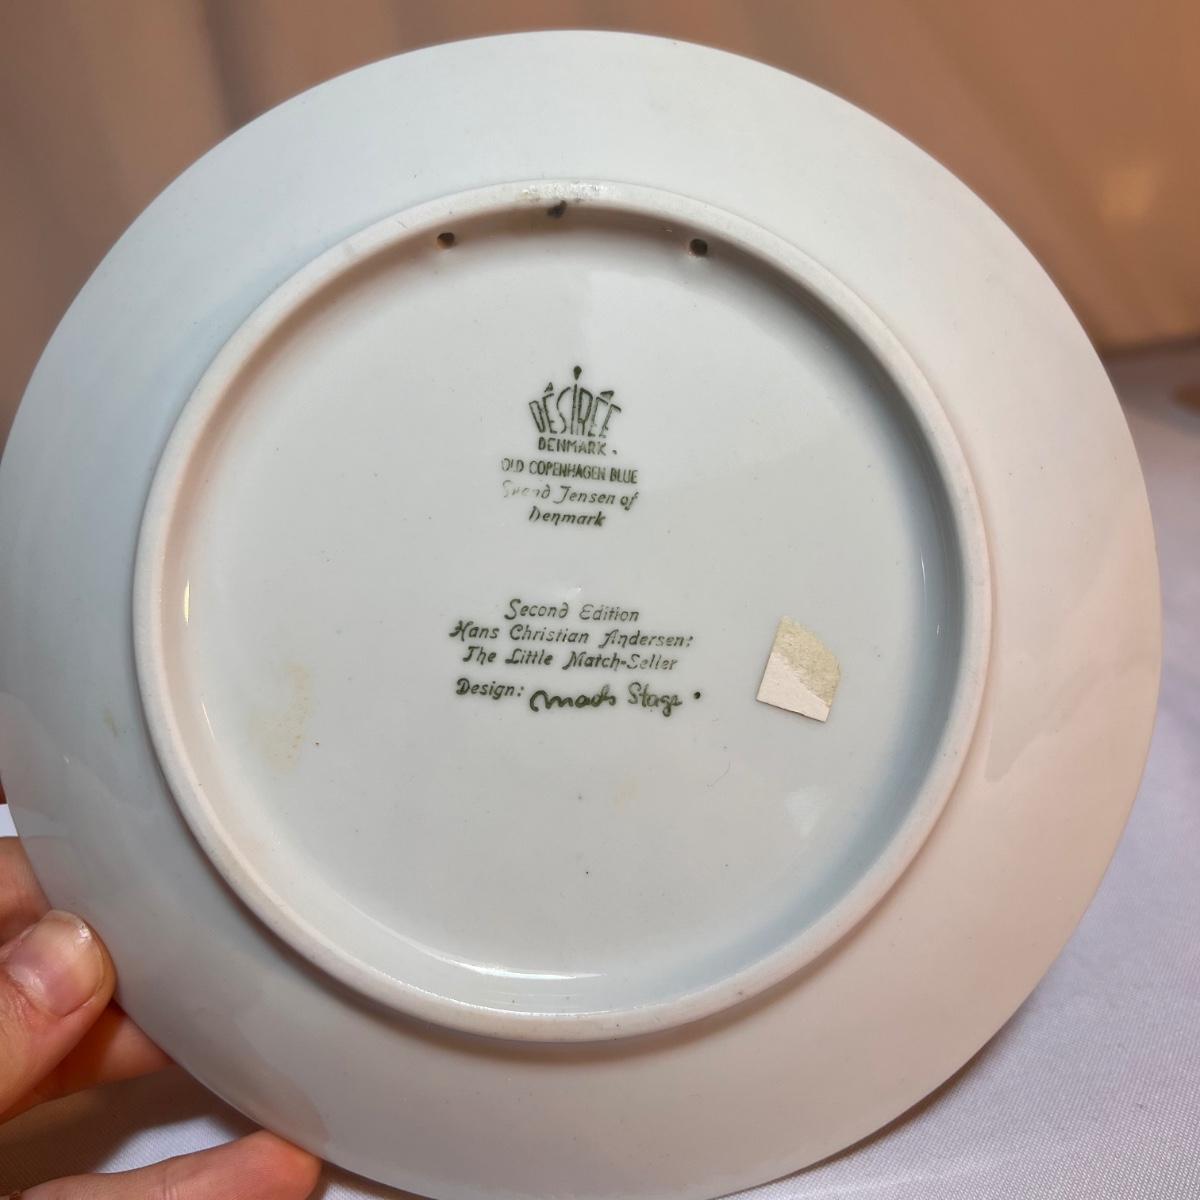 DÉSIRÉE
DENMARK.
OLD COPENHAGEN BLUE
Svend Jensen of
Denmark
Second Edition
Hans Christian Andersen:
The Little Match-Seller
Design: Mads Stage